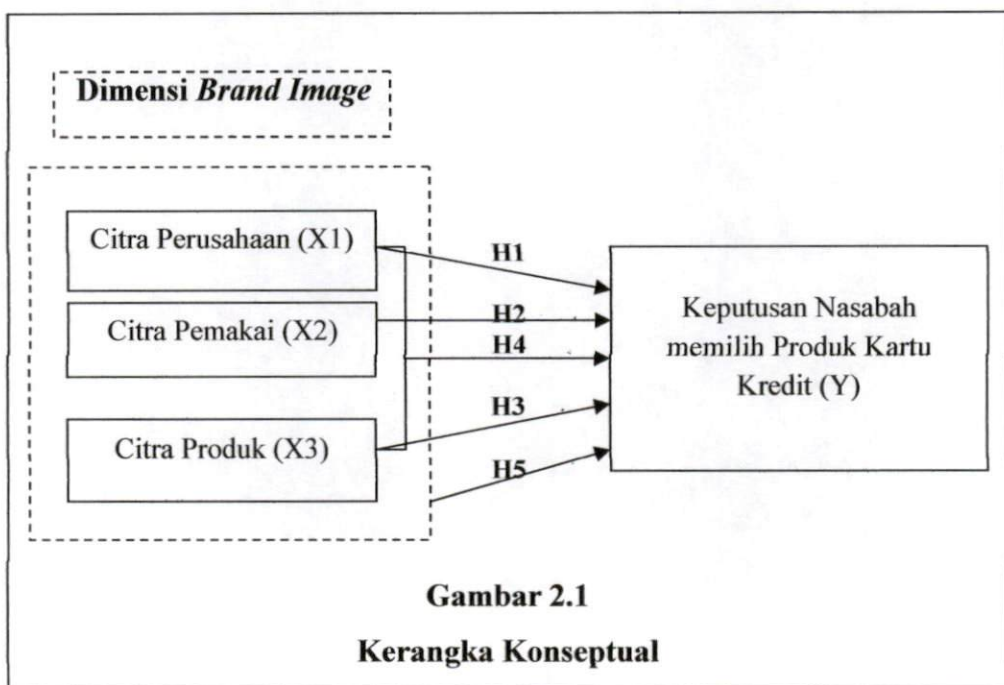 Dimensi Brand Image
Citra Perusahaan (X1)
Citra Pemakai (X2)
Citra Produk (X3)
H1
H2
H4
H3
H5
Keputusan Nasabah
memilih Produk Kartu
Kredit (Y)
Gambar 2.1
Kerangka Konseptual